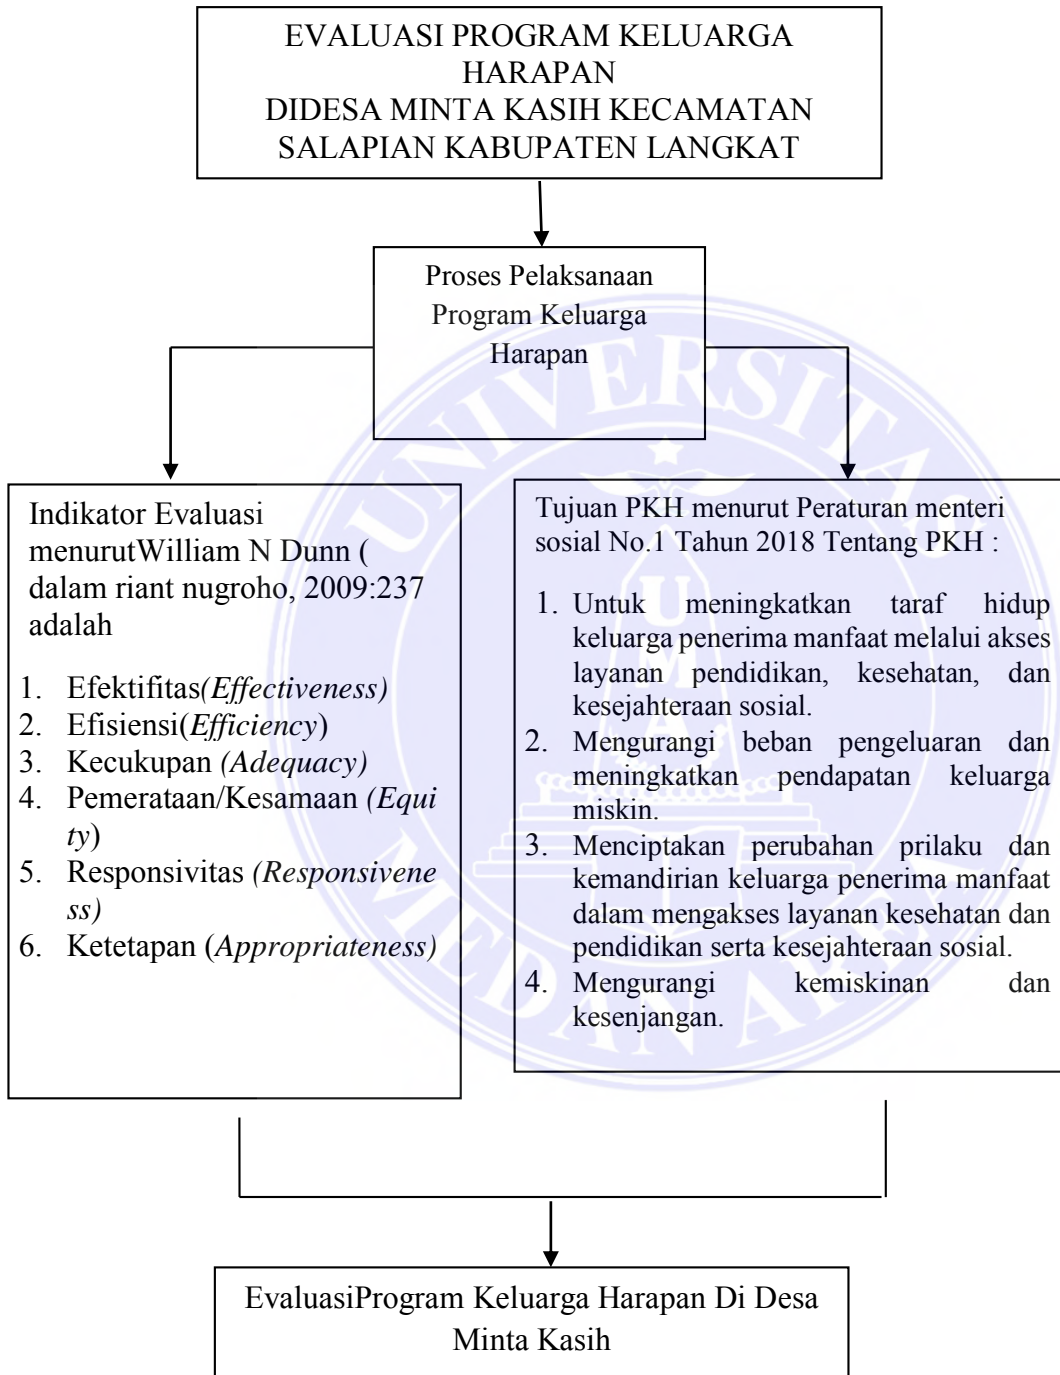 EVALUASI PROGRAM KELUARGA
HARAPAN
DIDESA MINTA KASIH KECAMATAN
SALAPIAN KABUPATEN LANGKAT
Proses Pelaksanaan
Program Keluarga
Harapan
Indikator Evaluasi
menurutWilliam N Dunn (
dalam riant nugroho, 2009:237
adalah
1. Efektifitas(Effectiveness)
2. Efisiensi(Efficiency)
3. Kecukupan (Adequacy)
4. Pemerataan/Kesamaan (Equi
ty)
5. Responsivitas (Responsivene
ss)
6. Ketetapan (Appropriateness)
Tujuan PKH menurut Peraturan menteri
sosial No.1 Tahun 2018 Tentang PKH :
1. Untuk meningkatkan taraf hidup
keluarga penerima manfaat melalui akses
layanan pendidikan, kesehatan, dan
kesejahteraan sosial.
2. Mengurangi beban pengeluaran dan
meningkatkan pendapatan keluarga
miskin.
3. Menciptakan perubahan prilaku dan
kemandirian keluarga penerima manfaat
dalam mengakses layanan kesehatan dan
pendidikan serta kesejahteraan sosial.
4. Mengurangi kemiskinan dan
kesenjangan.
EvaluasiProgram Keluarga Harapan Di Desa
Minta Kasih
UNIVERSITAS
MEDAN AREA
UMA